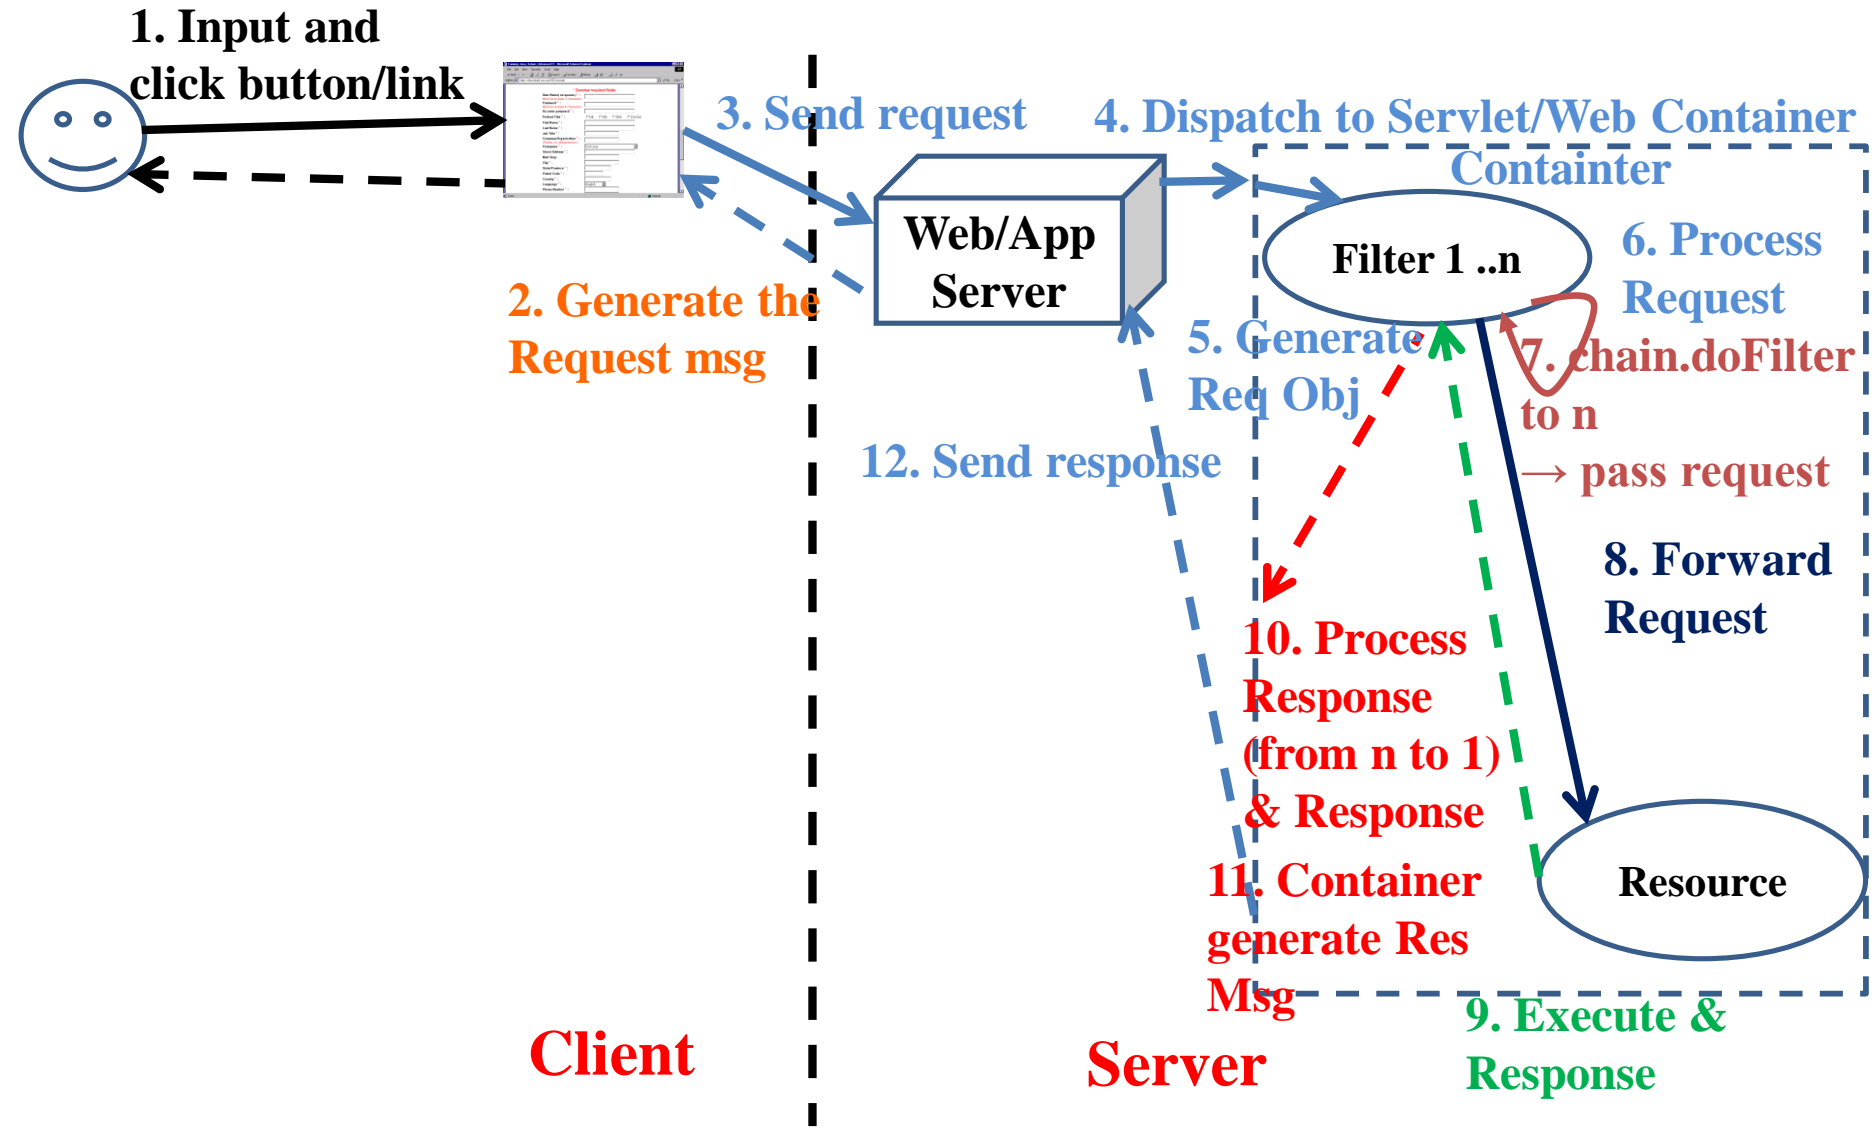 1. Input and
click button/link
3. Send request
4. Dispatch to Servlet/Web Container
Containter
Web/App
Server
Filter 1 ..n
6. Process
Request
2. Generate the
Request msg
5. Generate
Req Obj
7. chain.doFilter
to n
→ pass request
12. Send response
8. Forward
Request
10. Process
Response
(from n to 1)
& Response
11. Container
generate Res
Msg
Resource
9. Execute &
Response
Client
Server